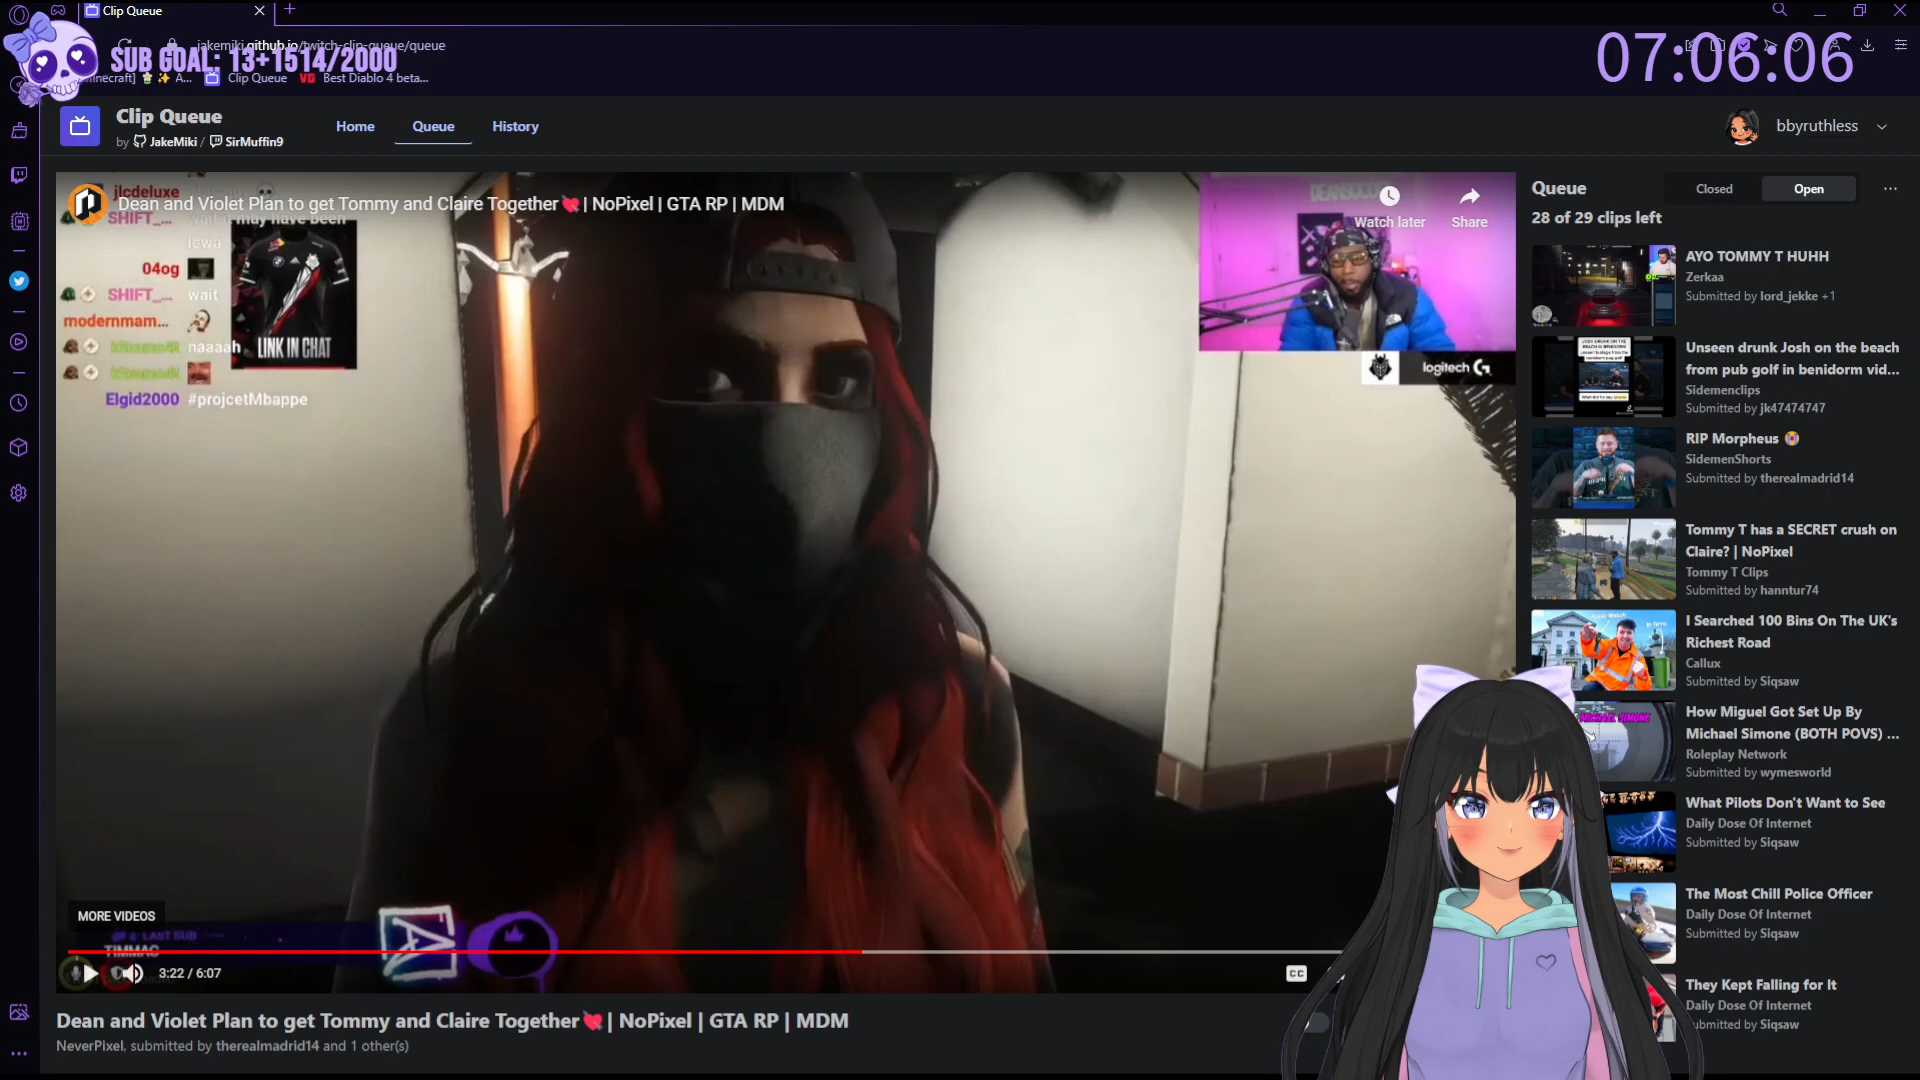 Clip Queue
SUB GOAL: 13+1514/2000
07:06:06
jakemiki.github.io/twitch-clip-queue/queue
Clip Queue
VG Best Diablo 4 beta...
Clip Queue
by JakeMiki / SirMuffin9
Home
Queue
History
bbyruthless
Dean and Violet Plan to get Tommy and Claire Together💘 | NoPixel | GTA RP | MDM
Watch later
Share
jlcdeluxe
SHIFT_...
may have been
04og
SHIFT_... wait
modernmam...
naaaah
Elgid2000 #projcetMbappe
LINK IN CHAT
logitech G
Queue
Closed
Open
28 of 29 clips left
AYO TOMMY T HUHH
Zerkaa
Submitted by lord_jekke +1
Unseen drunk Josh on the beach
from pub golf in benidorm vid...
Sidemenclips
Submitted by jk47474747
RIP Morpheus
SidemenShorts
Submitted by therealmadrid14
Tommy T has a SECRET crush on
Claire? | NoPixel
Tommy T Clips
Submitted by hanntur74
I Searched 100 Bins On The UK's
Richest Road
Callux
Submitted by Siqsaw
How Miguel Got Set Up By
Michael Simone (BOTH POVS) ...
Roleplay Network
Submitted by wymesworld
What Pilots Don't Want to See
Daily Dose Of Internet
Submitted by Siqsaw
The Most Chill Police Officer
Daily Dose Of Internet
Submitted by Siqsaw
They Kept Falling for It
Daily Dose Of Internet
submitted by Siqsaw
MORE VIDEOS
LAST SUB
3:22 / 6:07
CC
Dean and Violet Plan to get Tommy and Claire Together💘 | NoPixel | GTA RP | MDM
NeverPixel, submitted by therealmadrid14 and 1 other(s)